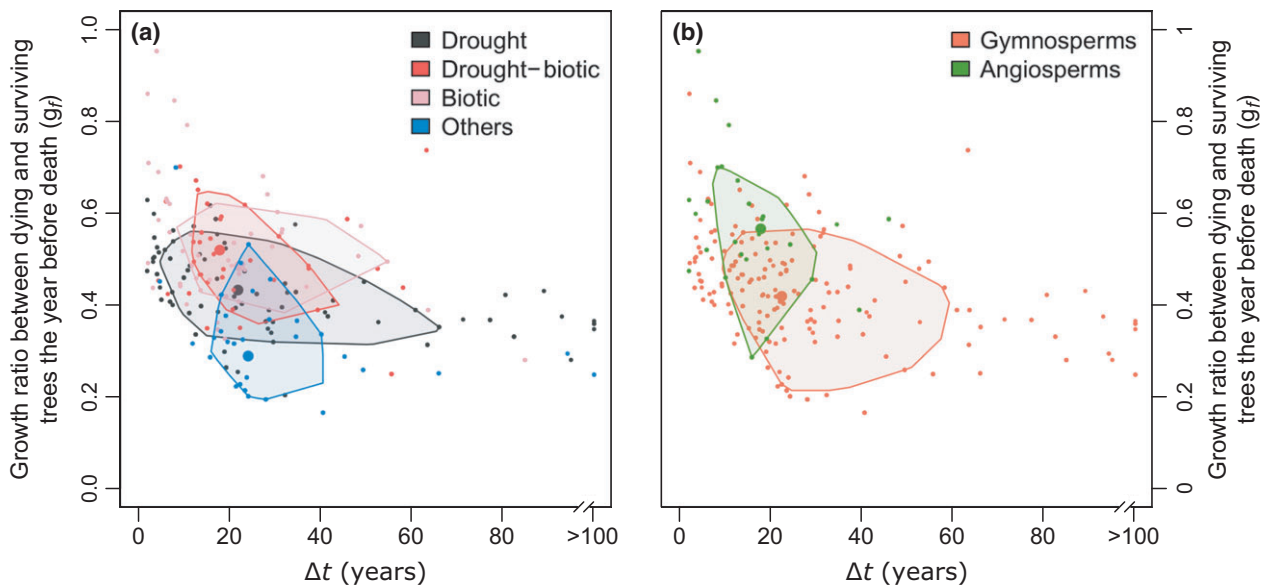 Growth ratio between dying and surviving
trees the year before death (gf)
(a)
Drought
Drought−biotic
Biotic
Others
1.0
0.8
0.6
0.4
0.2
0.0
0 20 40 60 80 >100
Δt (years)
(b)
Gymnosperms
Angiosperms
1
0.8
0.6
0.4
0.2
0
0 20 40 60 80 >100
Δt (years)
Growth ratio between dying and surviving
trees the year before death (gf)